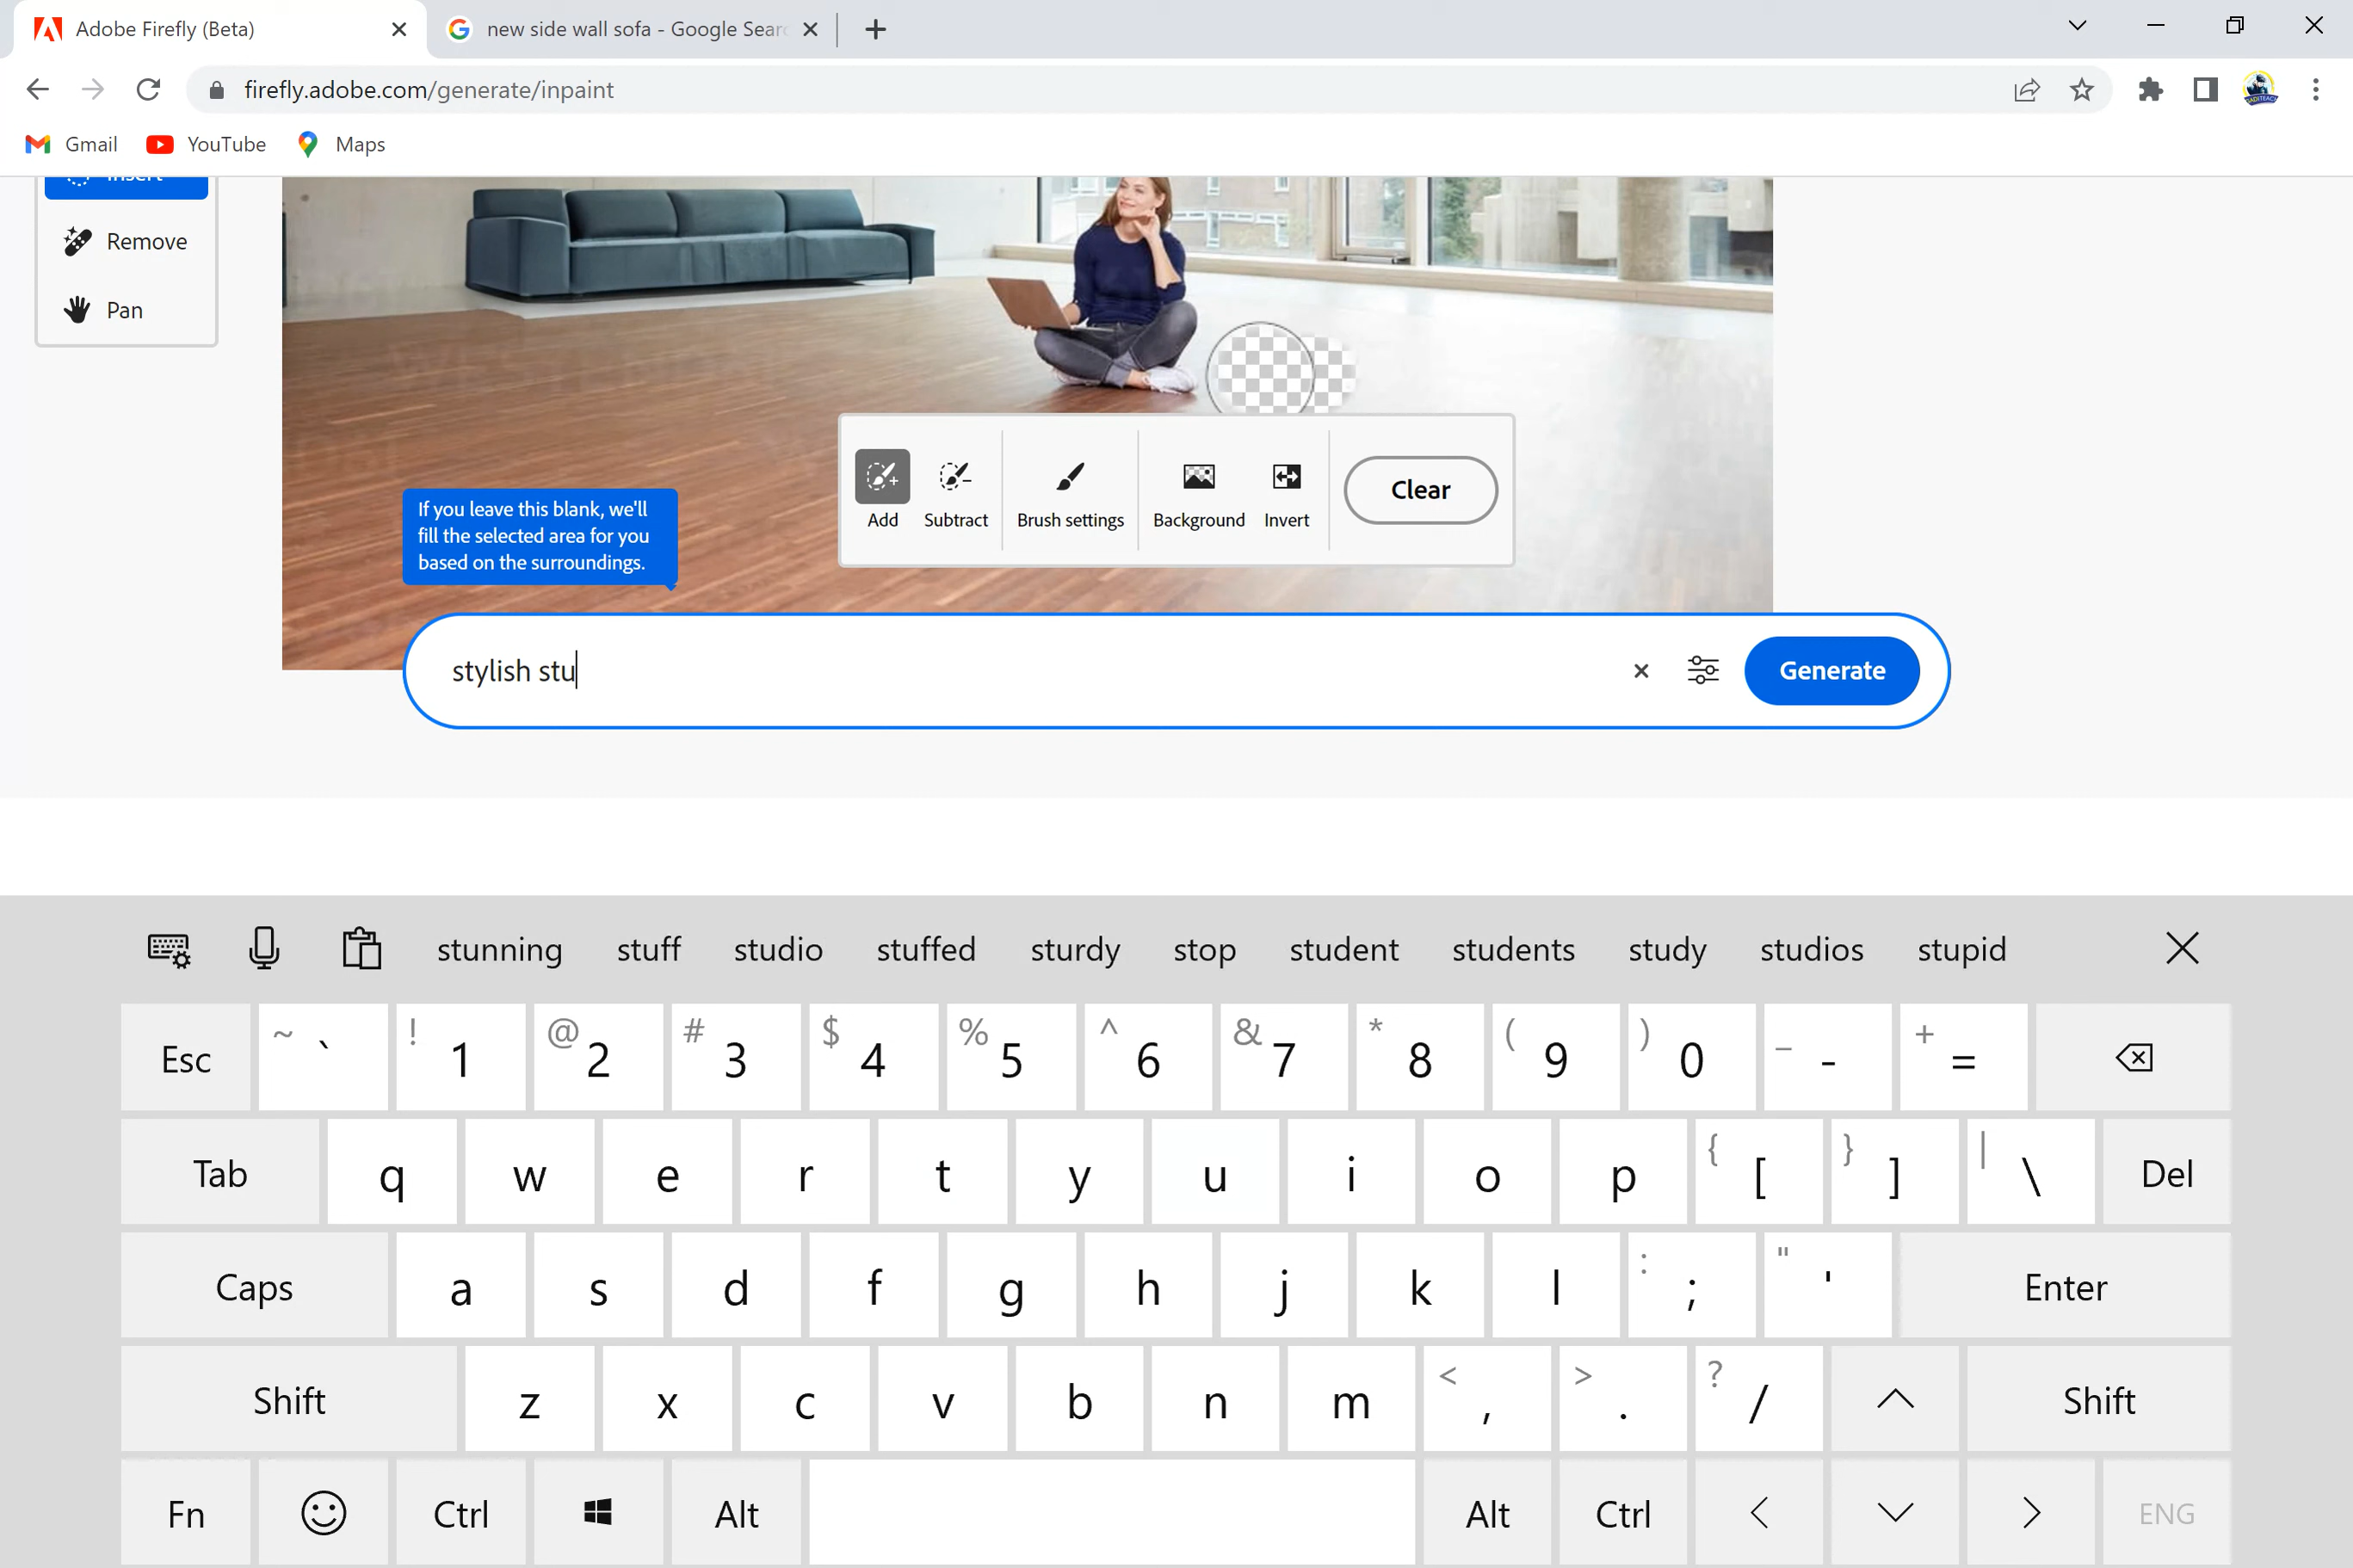 Adobe Firefly (Beta)
new side wall sofa - Google Sear
firefly.adobe.com/generate/inpaint
Gmail YouTube Maps
Insert
Remove
Pan
Add Subtract Brush settings Background Invert Clear
If you leave this blank, we'll
fill the selected area for you
based on the surroundings.
stylish stu
Generate
stunning stuff studio stuffed sturdy stop student students study studios stupid
Esc ~ ` ! 1 @ 2 # 3 $ 4 % 5 ^ 6 & 7 * 8 ( 9 ) 0 _ - + =
Tab q w e r t y u i o p { [ } ] | \ Del
Caps a s d f g h j k l : ; " ' Enter
Shift z x c v b n m < , > . ? / Shift
Fn Ctrl Alt Alt Ctrl ENG